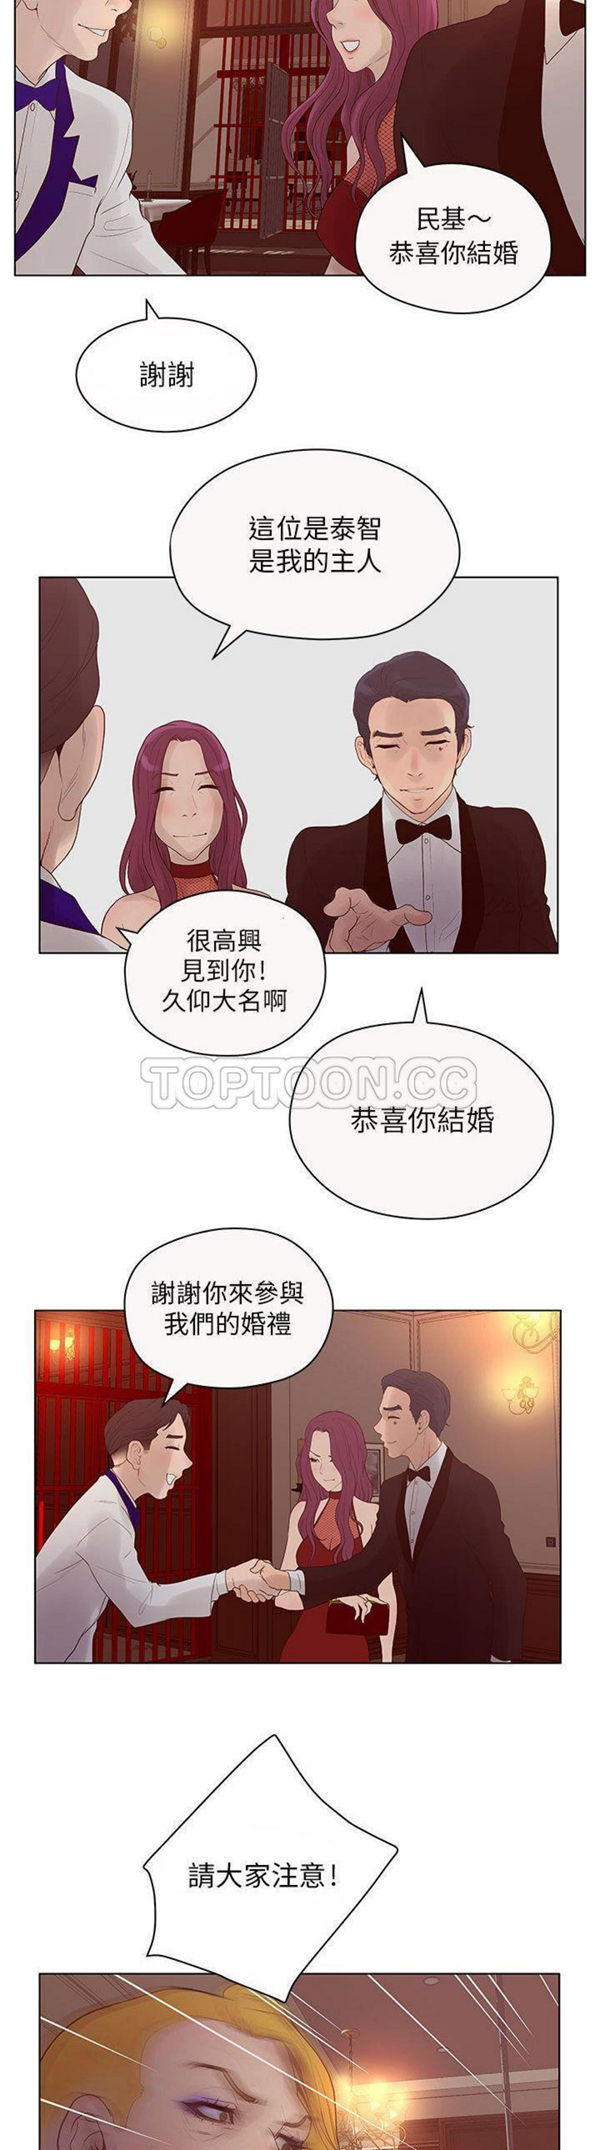 民基～
恭喜你結婚
謝謝
這位是泰智
是我的主人
很高興
見到你!
久仰大名啊
TOPTOON.CC
恭喜你結婚
謝謝你來參與
我們的婚禮
請大家注意!